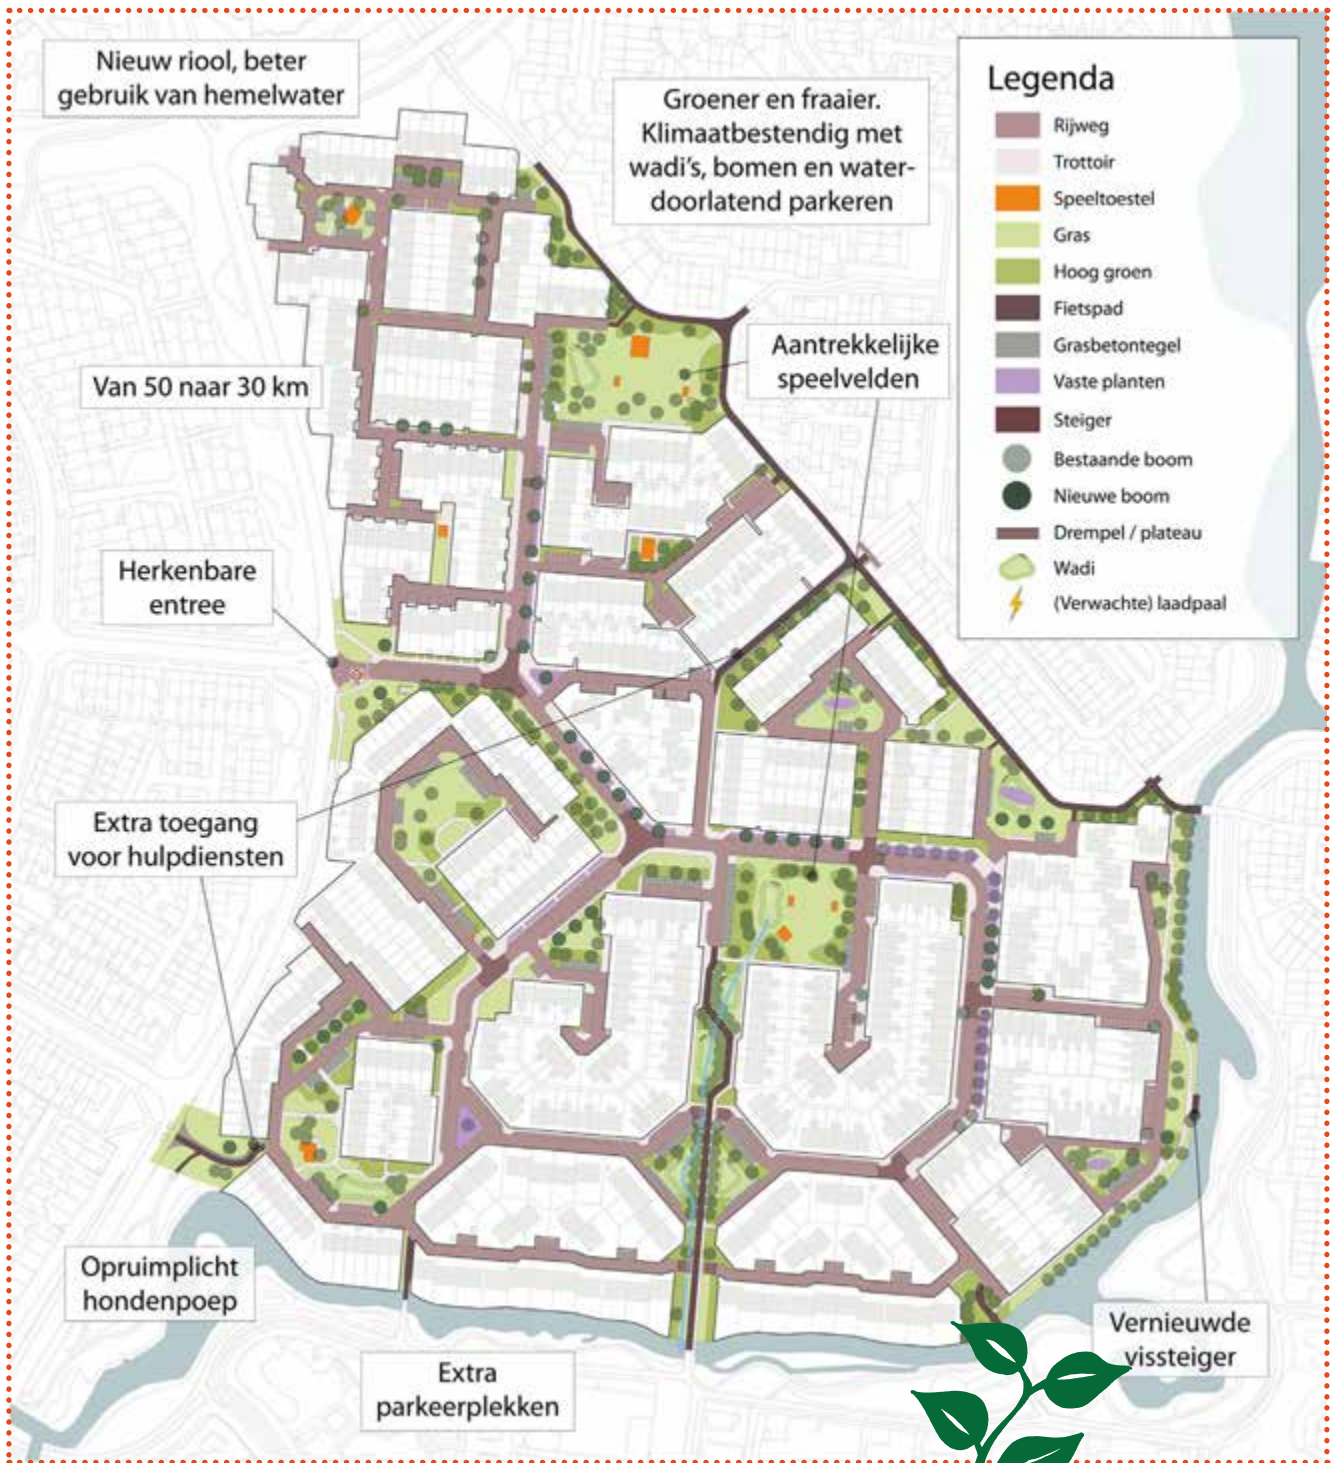 Nieuw riool, beter
gebruik van hemelwater
Groener en fraaier.
Klimaatbestendig met
wadi's, bomen en water-
doorlatend parkeren
Legenda
Rijweg
Trottoir
Speeltoestel
Gras
Hoog groen
Fietspad
Grasbetontegel
Vaste planten
Steiger
Bestaande boom
Nieuwe boom
Drempel / plateau
Wadi
(Verwachte) laadpaal
Aantrekkelijke
speelvelden
Van 50 naar 30 km
Herkenbare
entree
Extra toegang
voor hulpdiensten
Opruimplicht
hondenpoep
Extra
parkeerplekken
Vernieuwde
vissteiger